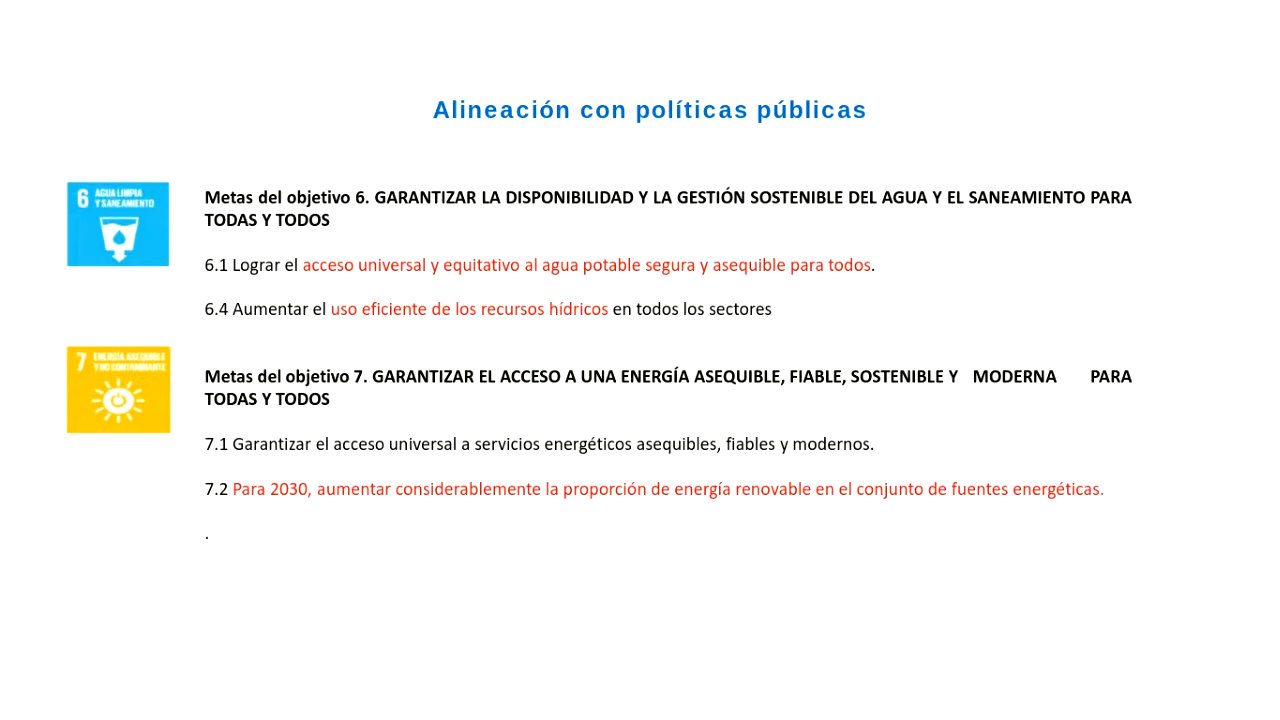 Alineación con políticas públicas
6 AGUA LIMPIA
Y SANEAMIENTO
Metas del objetivo 6. GARANTIZAR LA DISPONIBILIDAD Y LA GESTIÓN SOSTENIBLE DEL AGUA Y EL SANEAMIENTO PARA
TODAS Y TODOS
6.1 Lograr el acceso universal y equitativo al agua potable segura y asequible para todos.
6.4 Aumentar el uso eficiente de los recursos hídricos en todos los sectores
7 ENERGÍA ASEQUIBLE
Y NO CONTAMINANTE
Metas del objetivo 7. GARANTIZAR EL ACCESO A UNA ENERGÍA ASEQUIBLE, FIABLE, SOSTENIBLE Y MODERNA PARA
TODAS Y TODOS
7.1 Garantizar el acceso universal a servicios energéticos asequibles, fiables y modernos.
7.2 Para 2030, aumentar considerablemente la proporción de energía renovable en el conjunto de fuentes energéticas.
.